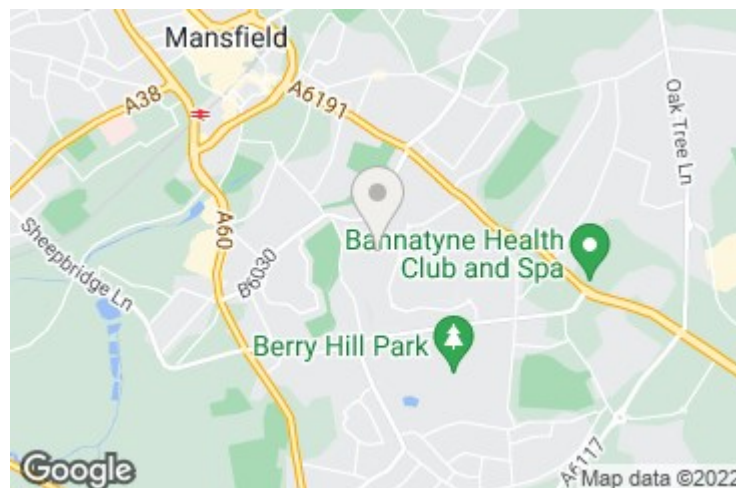 Mansfield
A38
A6191
Oak Tree Ln
Sheepbridge Ln
A60
B6030
Bannatyne Health
Club and Spa
Berry Hill Park
A6117
Google
Map data ©2022